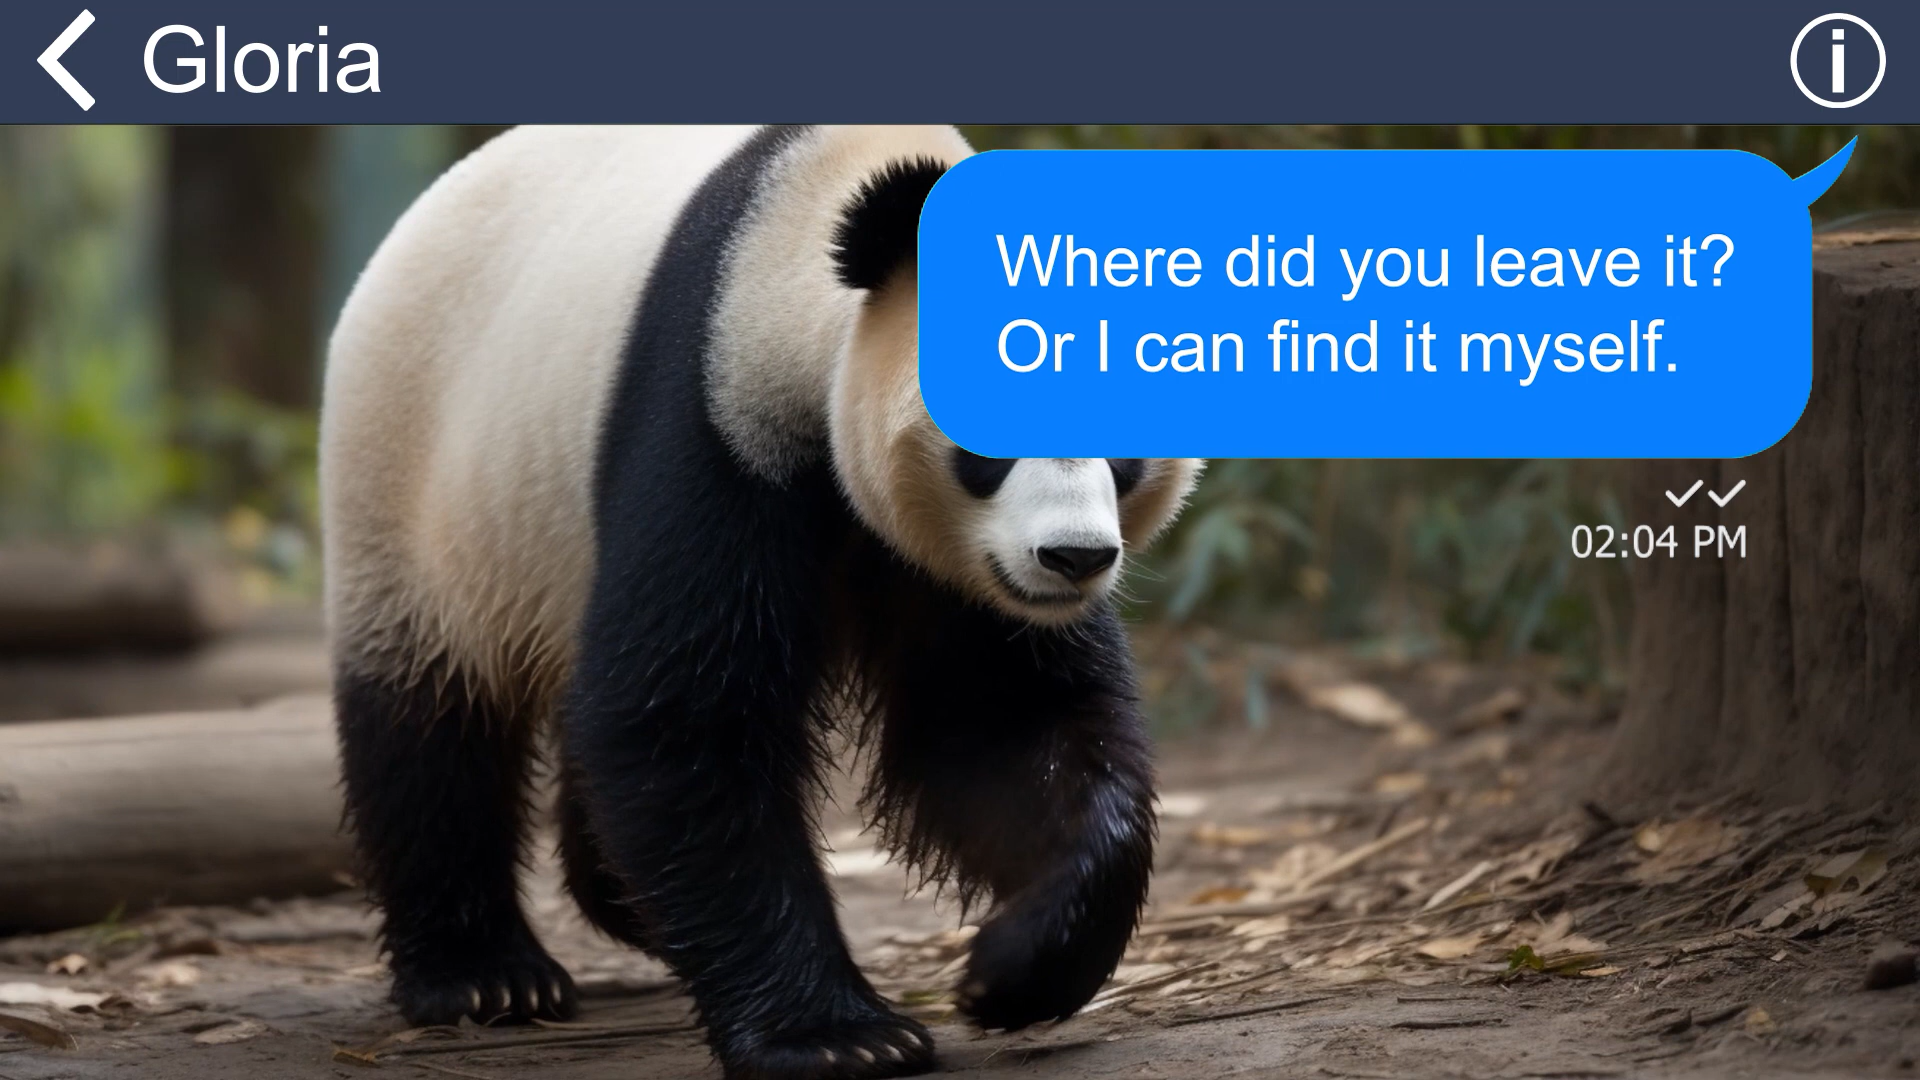 Gloria
Where did you leave it?
Or I can find it myself.
02:04 PM